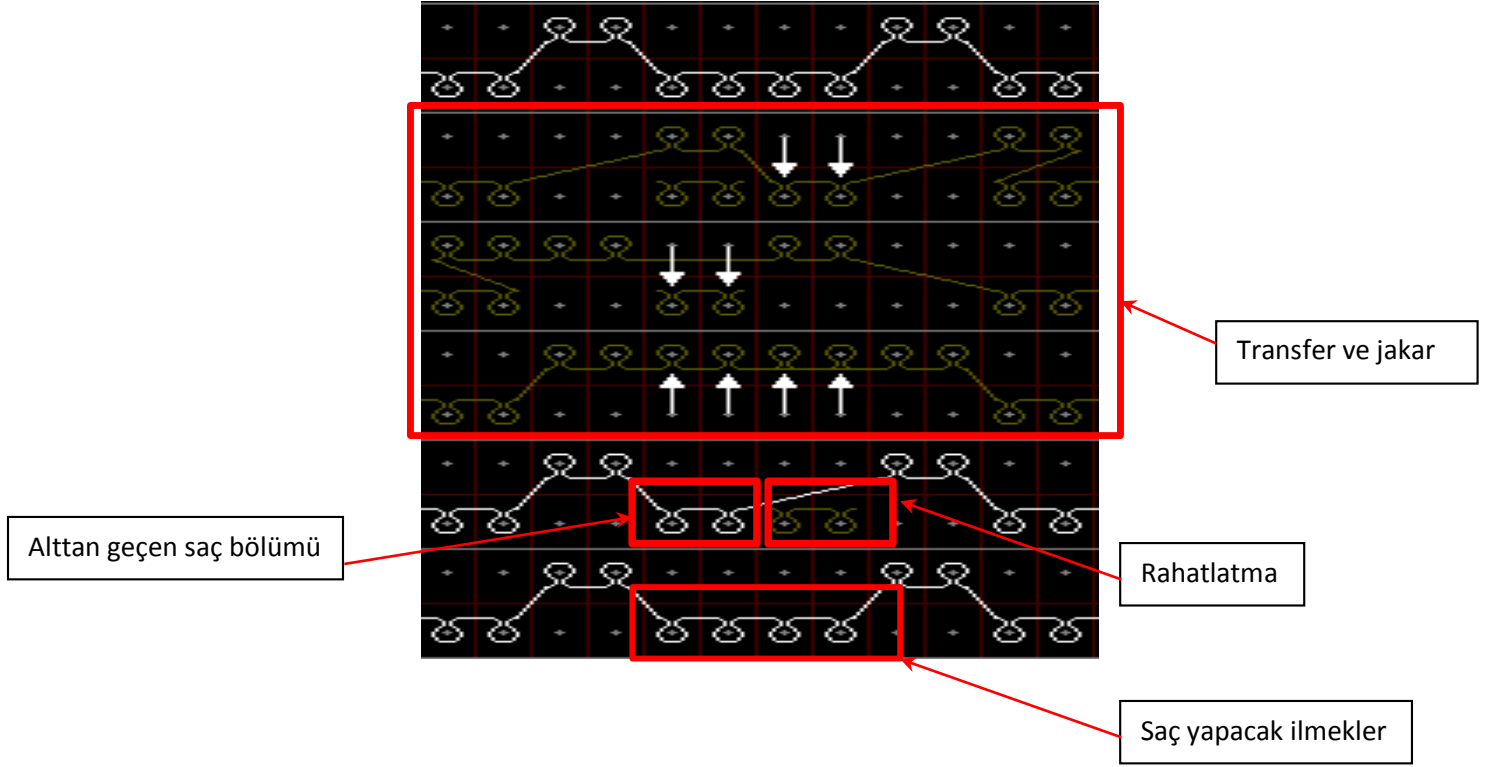 Transfer ve jakar
Alttan geçen saç bölümü
Rahatlatma
Saç yapacak ilmekler